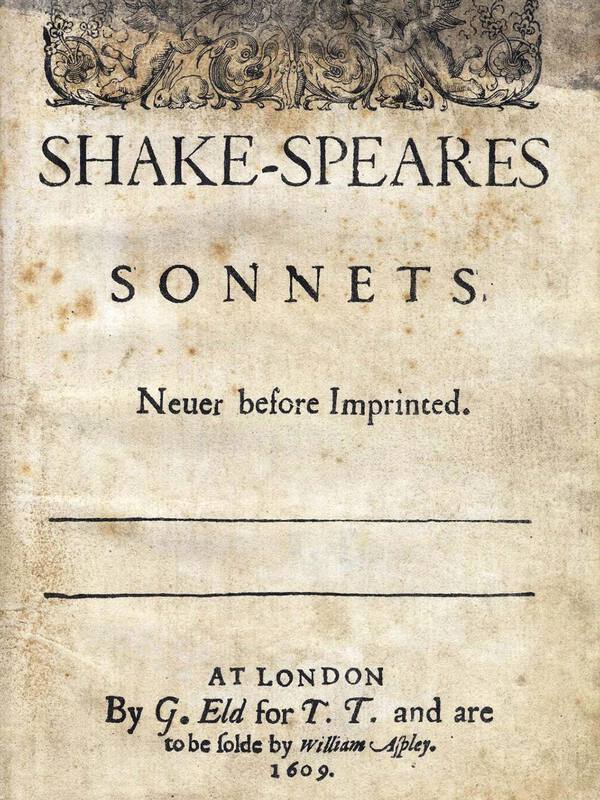 SHAKE-SPEARES
SONNETS.
Neuer before Imprinted.
AT LONDON
By G. Eld for T. T. and are
to be ſolde by William Aſpley.
1609.